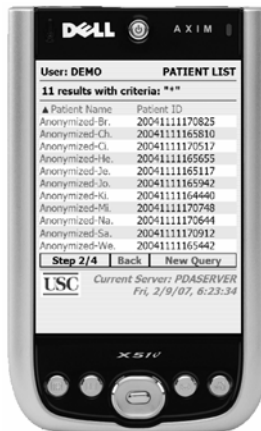 DELL AXIM
User: DEMO PATIENT LIST
11 results with criteria: "*"
▲Patient Name Patient ID
Anonymized-Br. 20041111170825
Anonymized-Ch. 20041111165810
Anonymized-Ci. 20041111170517
Anonymized-He. 20041111165655
Anonymized-Je. 20041111165117
Anonymized-Jo. 20041111165942
Anonymized-Ki. 20041111164440
Anonymized-Mi. 20041111170748
Anonymized-Na. 20041111170644
Anonymized-Sa. 20041111170912
Anonymized-We. 20041111165442
Step 2/4 Back New Query
USC Current Server: PDASERVER
Fri, 2/9/07, 6:23:34
X51v